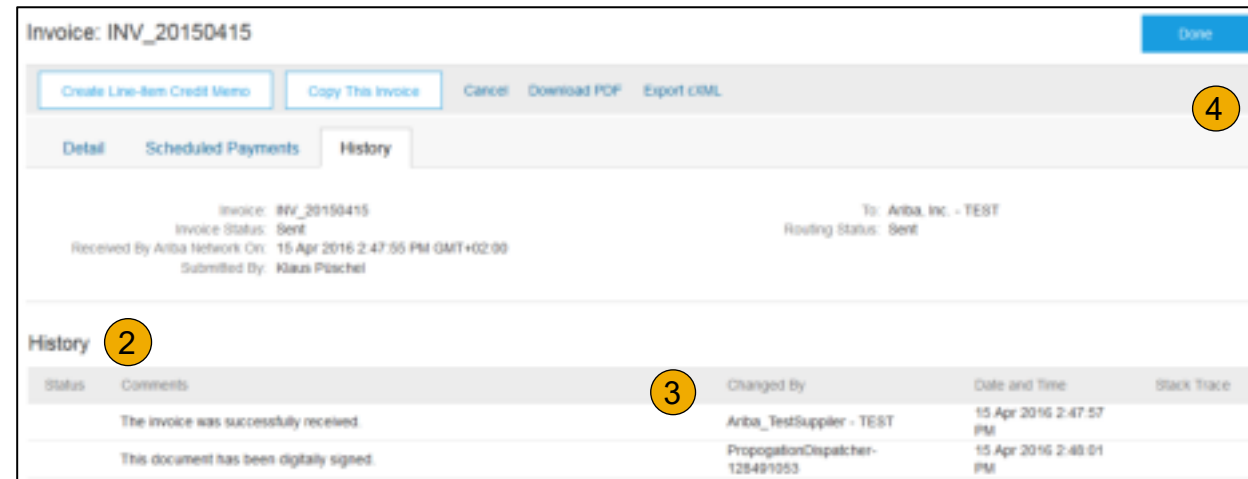 Invoice: INV_20150415
Done
Create Line-Item Credit Memo Copy This Invoice Cancel Download PDF Export cXML
4
Detail Scheduled Payments History
Invoice: INV_20150415 To: Ariba, Inc. - TEST
Invoice Status: Sent Routing Status: Sent
Received By Ariba Network On: 15 Apr 2016 2:47:55 PM GMT+02:00
Submitted By: Klaus Püschel
History 2
Status Comments 3 Changed By Date and Time Stack Trace
The invoice was successfully received. Ariba_TestSupplier - TEST 15 Apr 2016 2:47:57
PM
This document has been digitally signed. PropogationDispatcher- 15 Apr 2016 2:48:01
128491053 PM